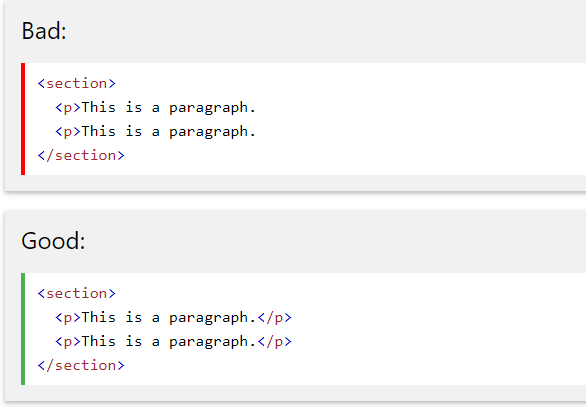 Bad:
<section>
  <p>This is a paragraph.
  <p>This is a paragraph.
</section>
Good:
<section>
  <p>This is a paragraph.</p>
  <p>This is a paragraph.</p>
</section>